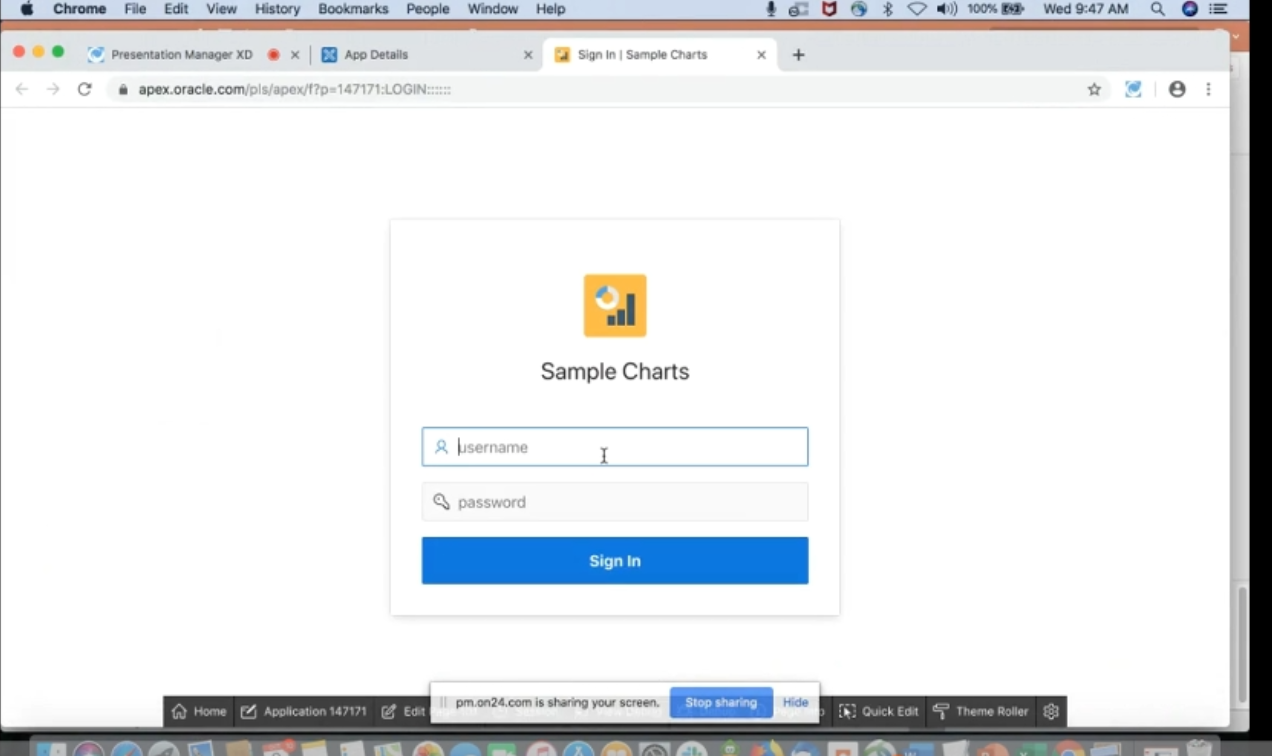 Chrome File Edit View History Bookmarks People Window Help 100% Wed 9:47 AM
Presentation Manager XD App Details Sign In | Sample Charts
apex.oracle.com/pls/apex/f?p=147171:LOGIN::::::
Sample Charts
username
password
Sign In
pm.on24.com is sharing your screen. Stop sharing Hide
Home Application 147171 Edit Quick Edit Theme Roller